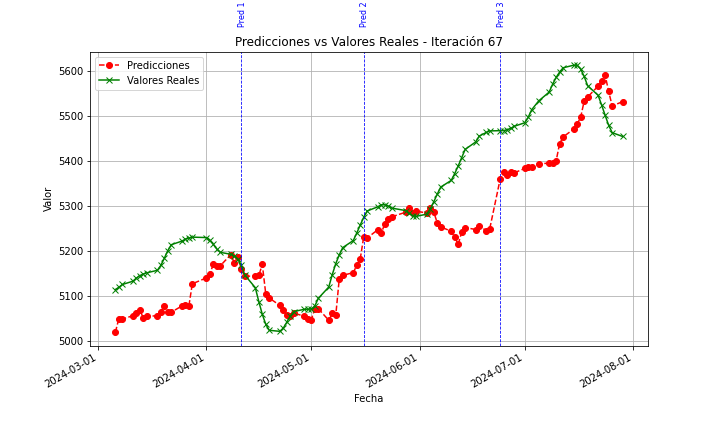 Pred 1
Pred 2
Pred 3
Predicciones vs Valores Reales - Iteración 67
Predicciones
Valores Reales
5600
5500
5400
5300
5200
5100
5000
Valor
2024-03-01
2024-04-01
2024-05-01
2024-06-01
2024-07-01
2024-08-01
Fecha